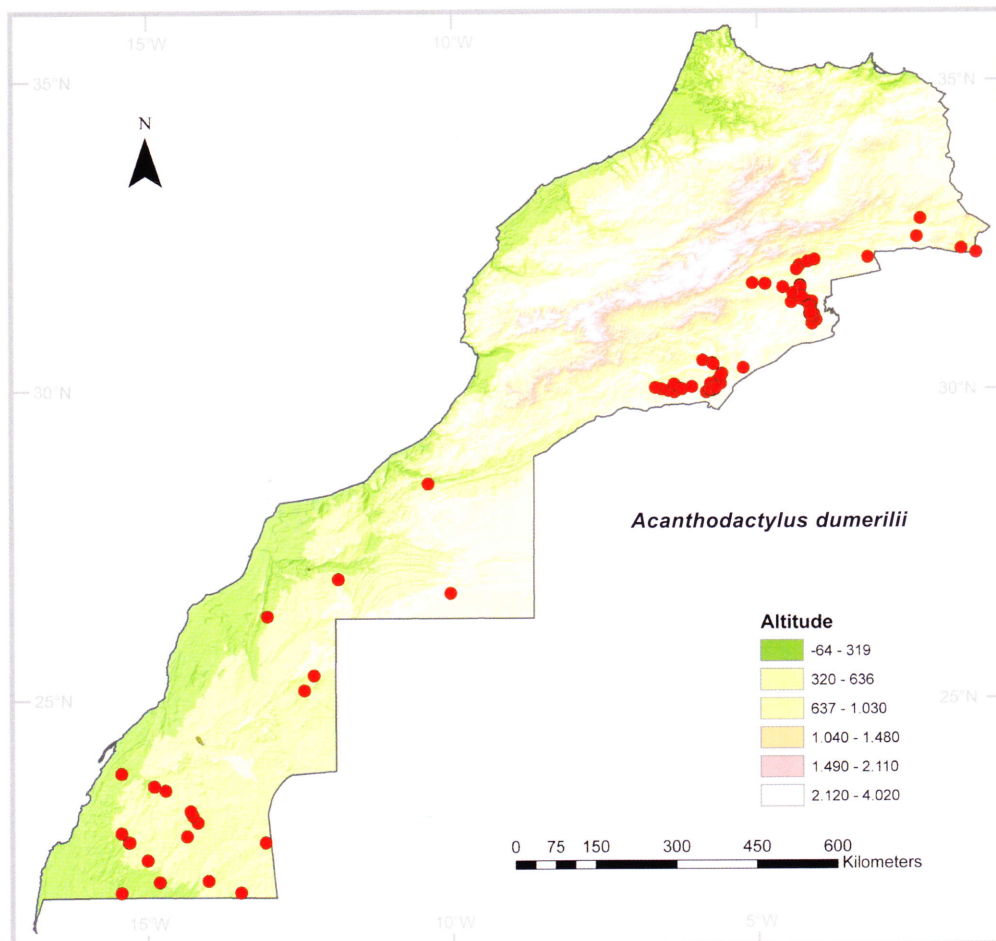 15°W
10°W
5°W
35°N
35°N
N
30°N
30°N
Acanthodactylus dumerilii
Altitude
-64 - 319
320 - 636
637 - 1.030
1.040 - 1.480
1.490 - 2.110
2.120 - 4.020
25°N
25°N
0 75 150 300 450 600
Kilometers
15°W
10°W
5°W